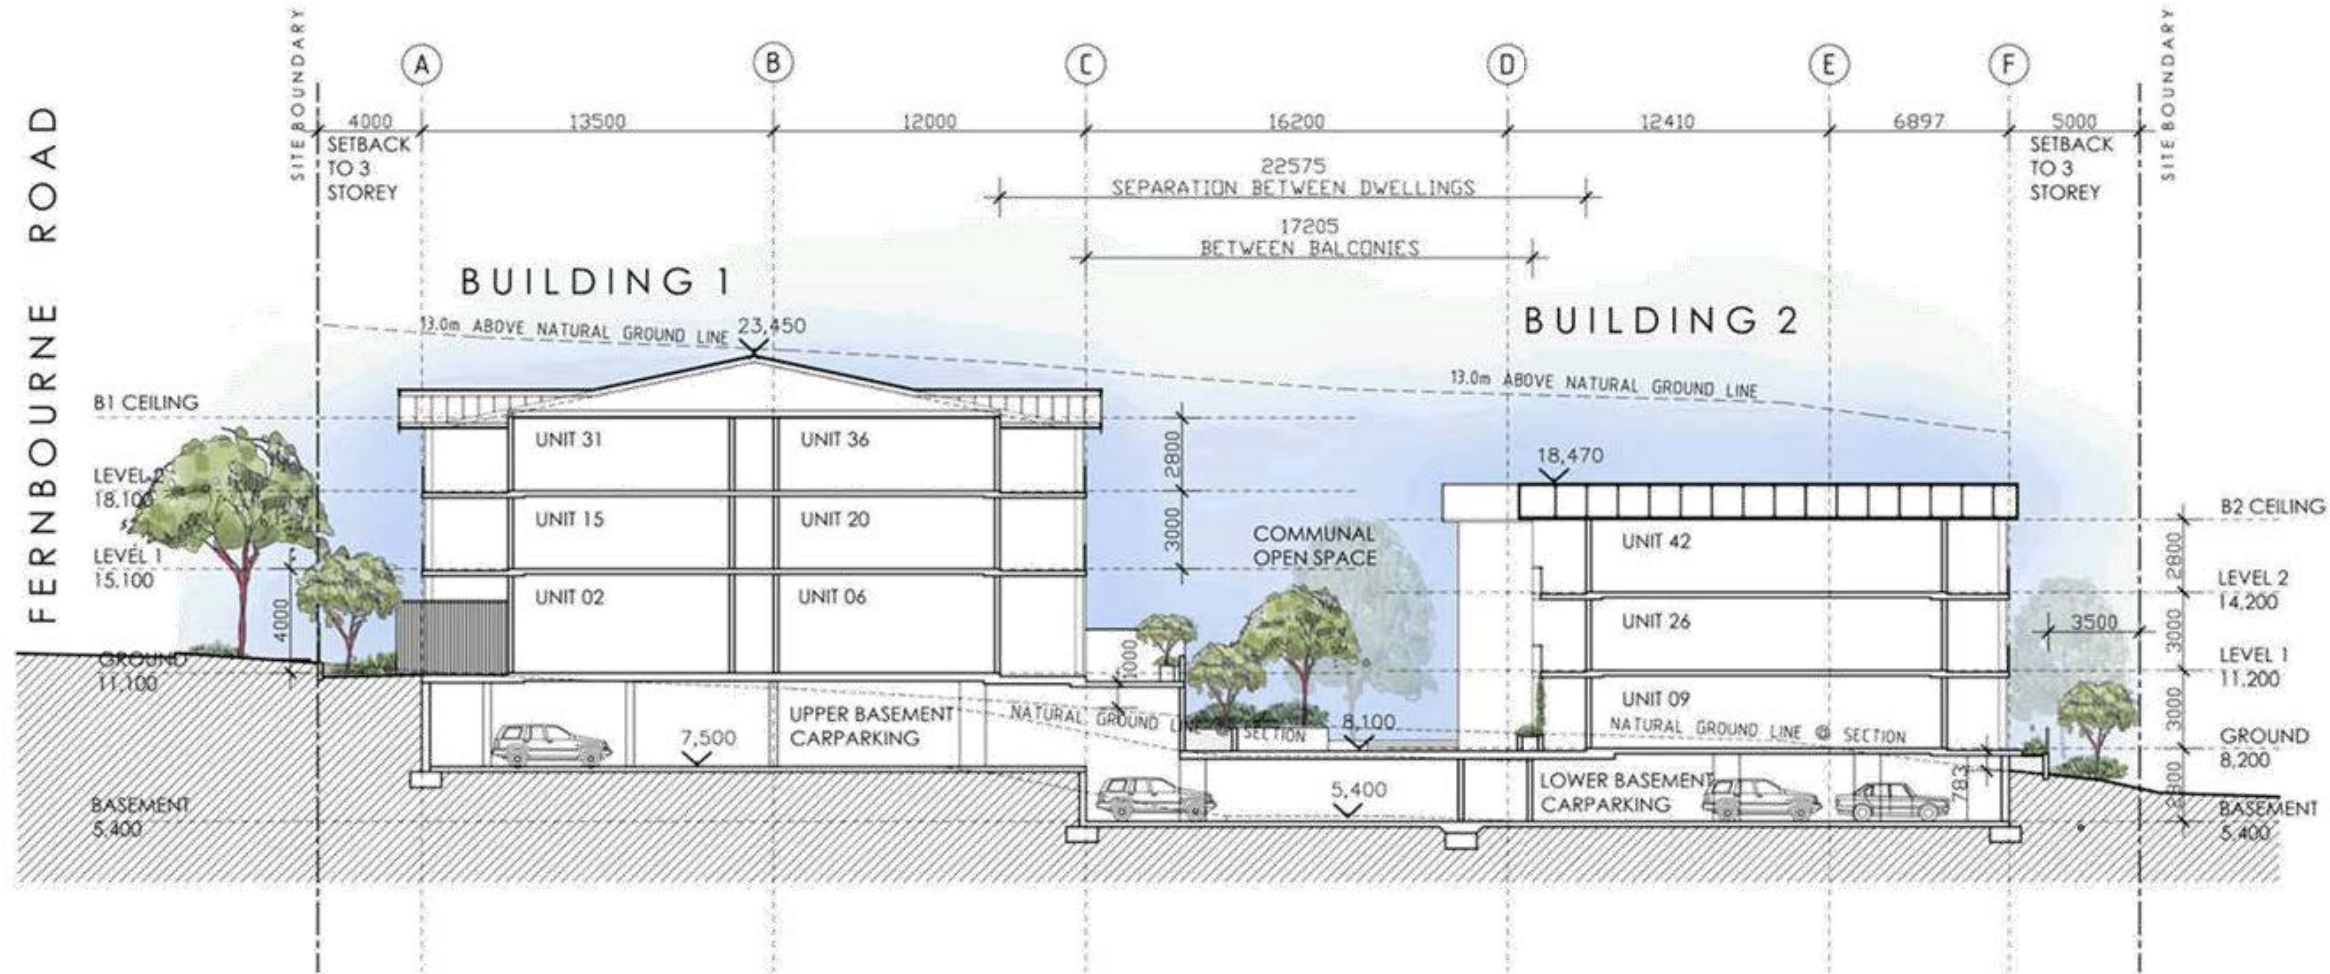 FERNBOURNE ROAD
SITE BOUNDARY
A
B
C
D
E
F
SITE BOUNDARY
4000
13500
12000
16200
12410
6897
5000
SETBACK
TO 3
STOREY
SETBACK
TO 3
STOREY
22575
SEPARATION BETWEEN DWELLINGS
17205
BETWEEN BALCONIES
BUILDING 1
BUILDING 2
13.0m ABOVE NATURAL GROUND LINE
23,450
13.0m ABOVE NATURAL GROUND LINE
B1 CEILING
LEVEL 2
18,100
LEVEL 1
15,100
GROUND
11,100
BASEMENT
5,400
4000
UNIT 31
UNIT 36
UNIT 15
UNIT 20
UNIT 02
UNIT 06
UPPER BASEMENT
CARPARKING
7,500
2800
3000
1000
COMMUNAL
OPEN SPACE
NATURAL GROUND LINE @ SECTION
8,100
5,400
18,470
UNIT 42
UNIT 26
UNIT 09
NATURAL GROUND LINE @ SECTION
LOWER BASEMENT
CARPARKING
783
3500
2800
3000
3000
2800
B2 CEILING
LEVEL 2
14,200
LEVEL 1
11,200
GROUND
8,200
BASEMENT
5,400